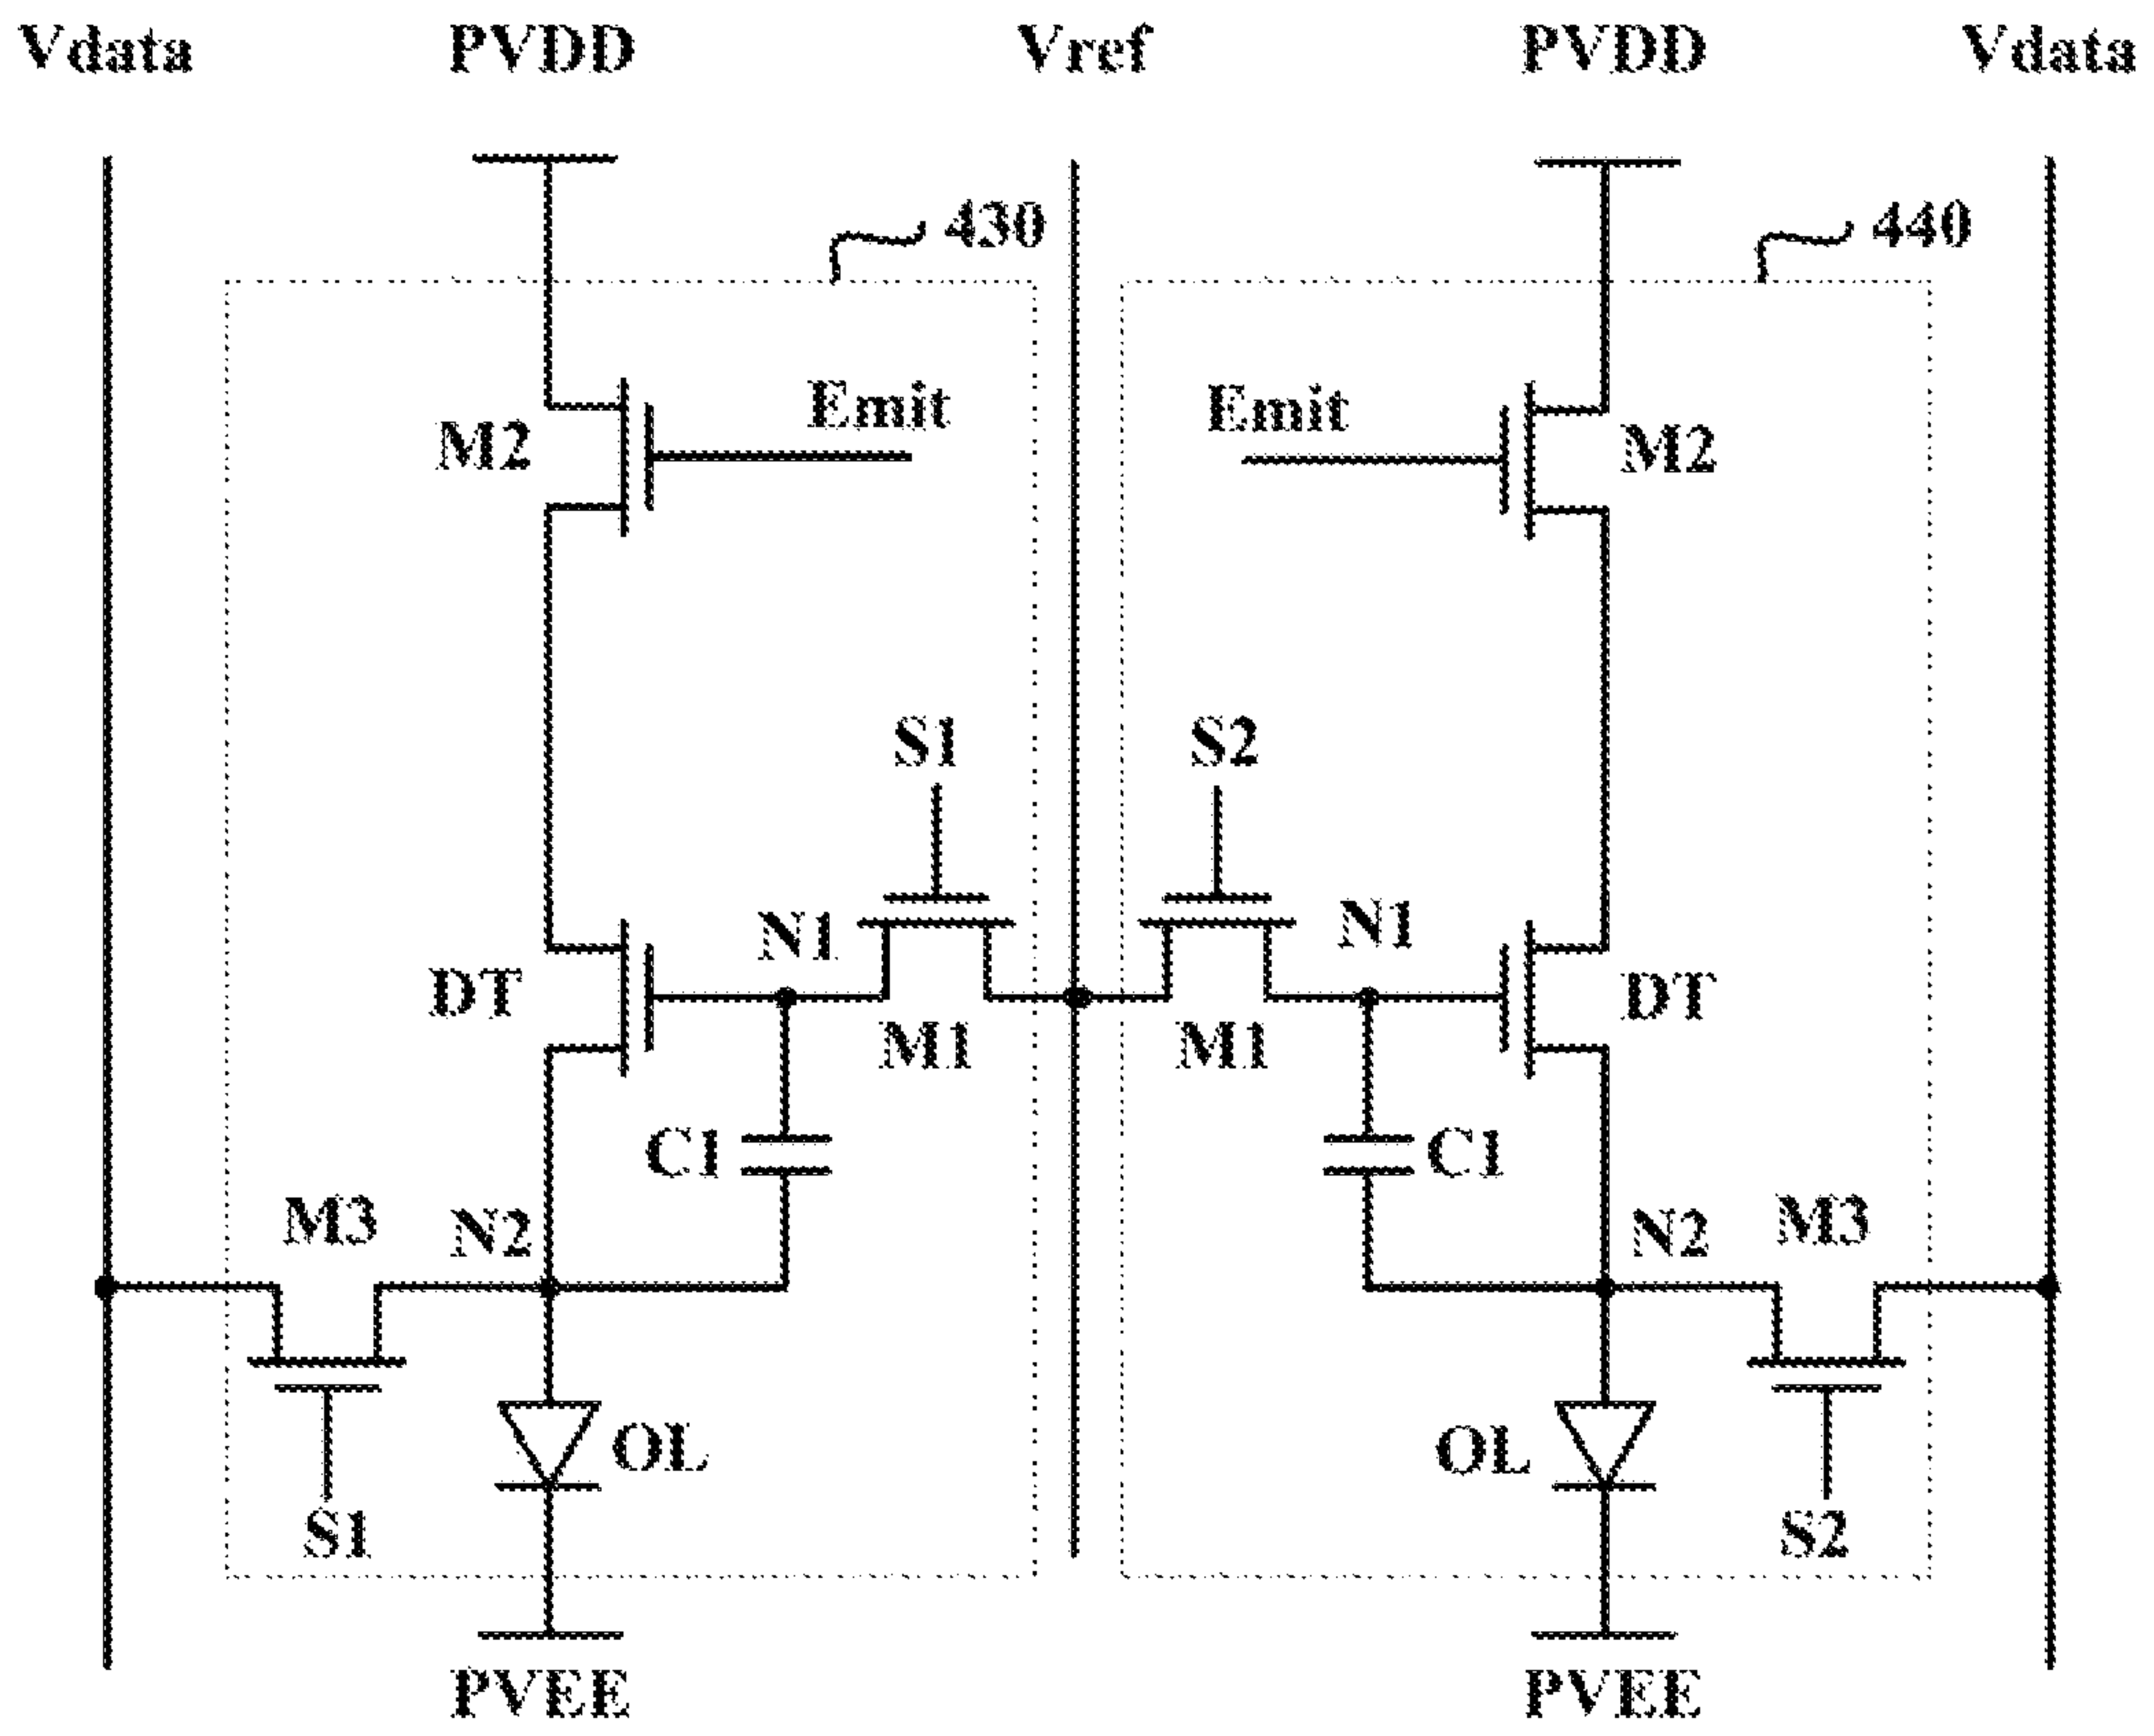 Vdata PVDD Vref PVDD Vdata
430 440
Emit Emit
M2 M2
S1 S2
N1 N1
DT DT
M1 M1
C1 C1
M3 N2 N2 M3
OL OL
S1 S2
PVEE PVEE